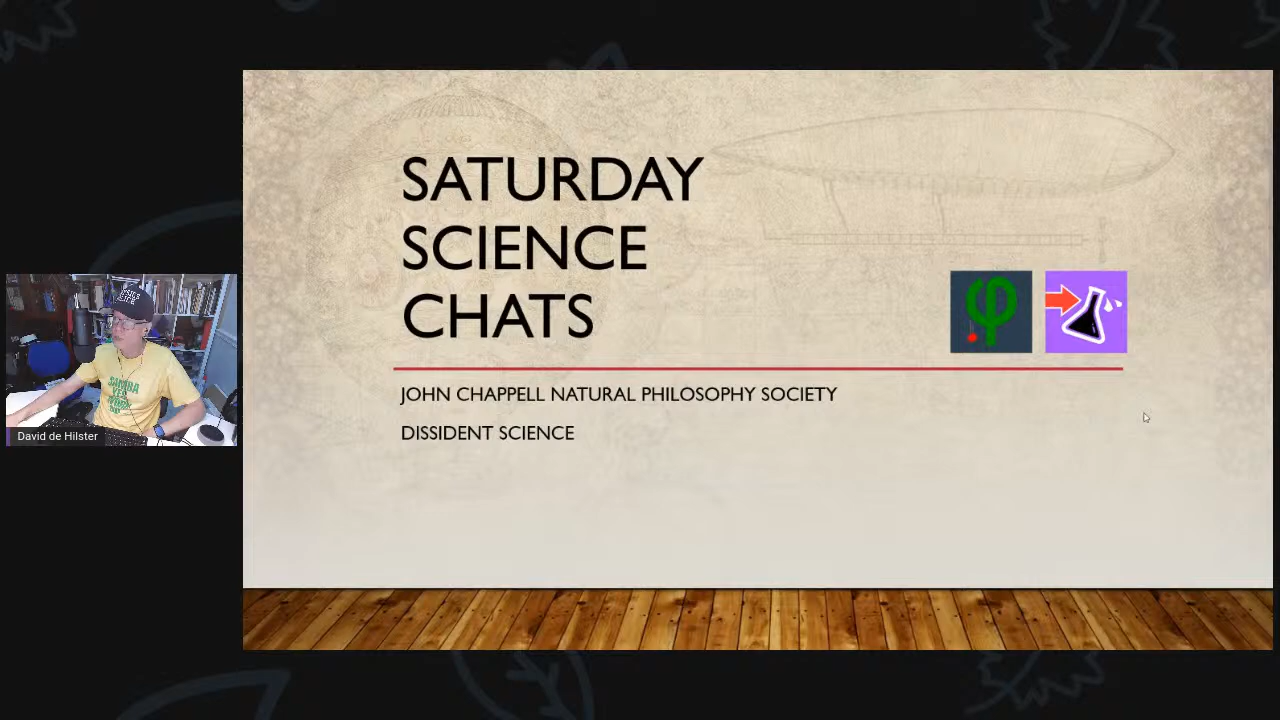 SATURDAY
SCIENCE
CHATS
JOHN CHAPPELL NATURAL PHILOSOPHY SOCIETY
DISSIDENT SCIENCE
David de Hilster